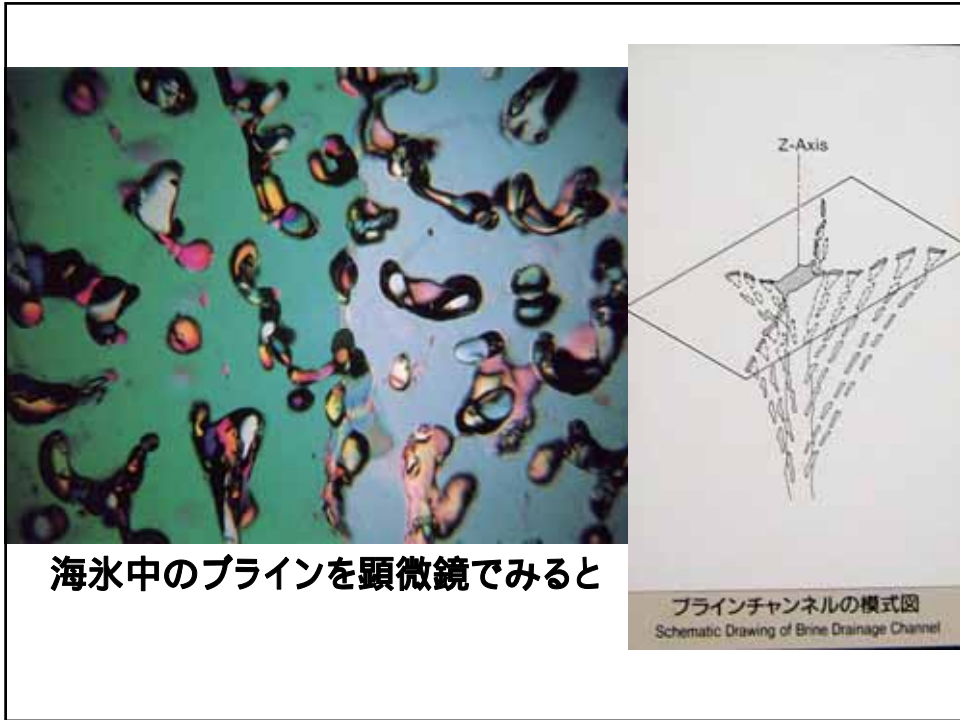 海氷中のブラインを顕微鏡でみると
Z-Axis
ブラインチャンネルの模式図
Schematic Drawing of Brine Drainage Channel